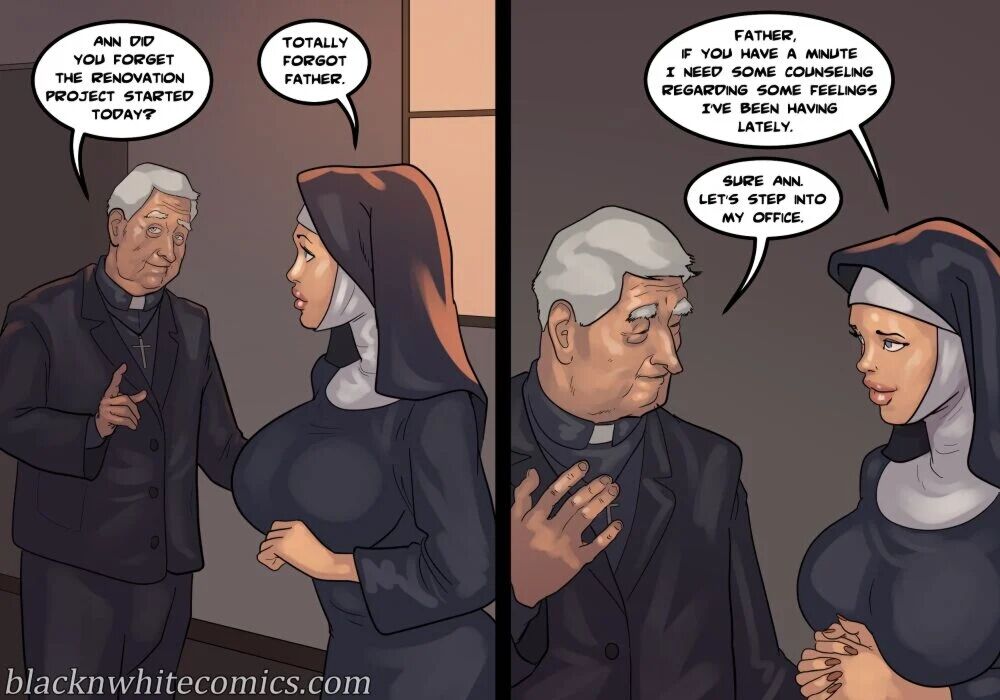 ANN DID
YOU FORGET
THE RENOVATION
PROJECT STARTED
TODAY?
TOTALLY
FORGOT
FATHER.
FATHER,
IF YOU HAVE A MINUTE
I NEED SOME COUNSELING
REGARDING SOME FEELINGS
I'VE BEEN HAVING
LATELY.
SURE ANN.
LET'S STEP INTO
MY OFFICE.
blacknwhitecomics.com